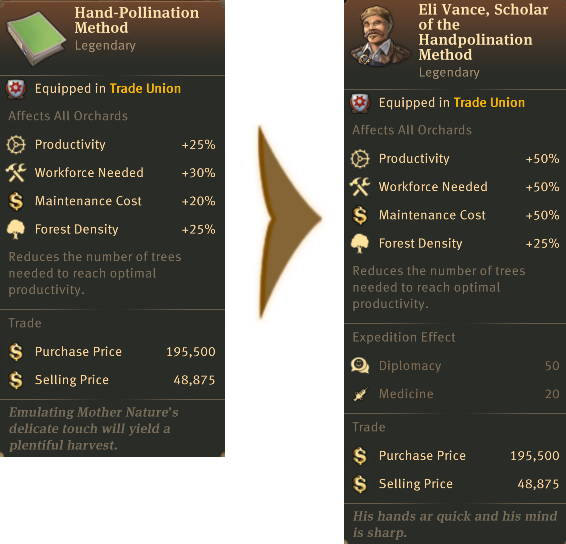 Hand-Pollination
Method
Legendary
Equipped in Trade Union
Affects All Orchards
Productivity +25%
Workforce Needed +30%
Maintenance Cost +20%
Forest Density +25%
Reduces the number of trees
needed to reach optimal
productivity.
Trade
Purchase Price 195,500
Selling Price 48,875
Emulating Mother Nature's
delicate touch will yield a
plentiful harvest.
Eli Vance, Scholar
of the
Handpolination
Method
Legendary
Equipped in Trade Union
Affects All Orchards
Productivity +50%
Workforce Needed +50%
Maintenance Cost +50%
Forest Density +25%
Reduces the number of trees
needed to reach optimal
productivity.
Expedition Effect
Diplomacy 50
Medicine 20
Trade
Purchase Price 195,500
Selling Price 48,875
His hands ar quick and his mind
is sharp.